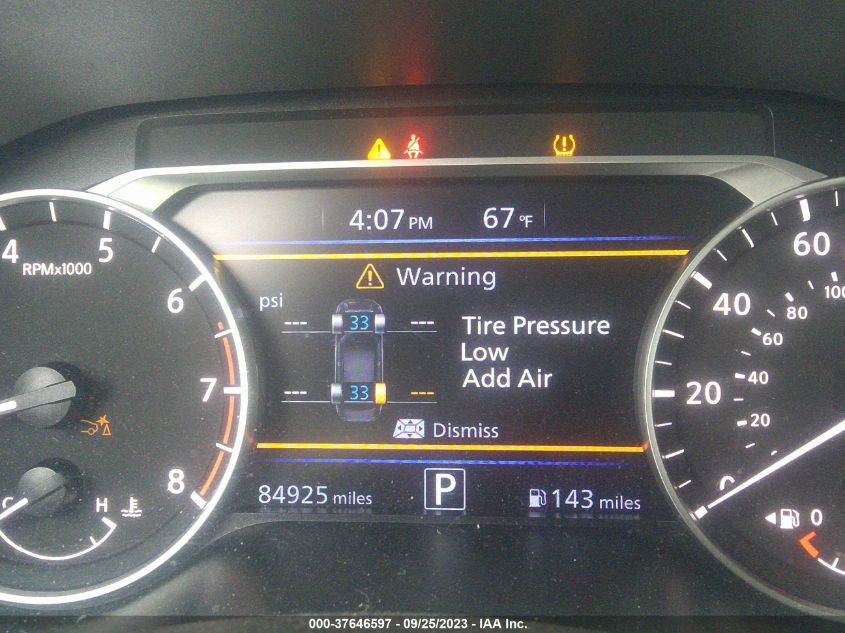 4:07 PM 67 °F
Warning
psi
--- 33 ---
Tire Pressure
Low
Add Air
--- 33 ---
Dismiss
84925 miles P 143 miles
4 5 6 7 8
RPMx1000
C H
0 20 40 60
20 40 60 80 100
0
000-37646597 - 09/25/2023 - IAA Inc.